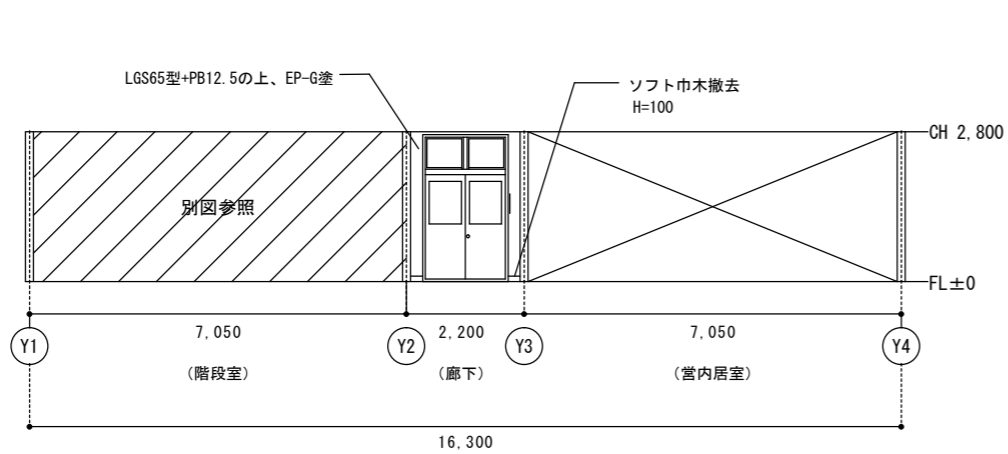 LGS65型+PB12.5の上、EP-G塗
ソフト巾木撤去
H=100
CH 2,800
別図参照
FL±0
7,050
2,200
7,050
Y1
Y2
Y3
Y4
(階段室)
(廊下)
(営内居室)
16,300